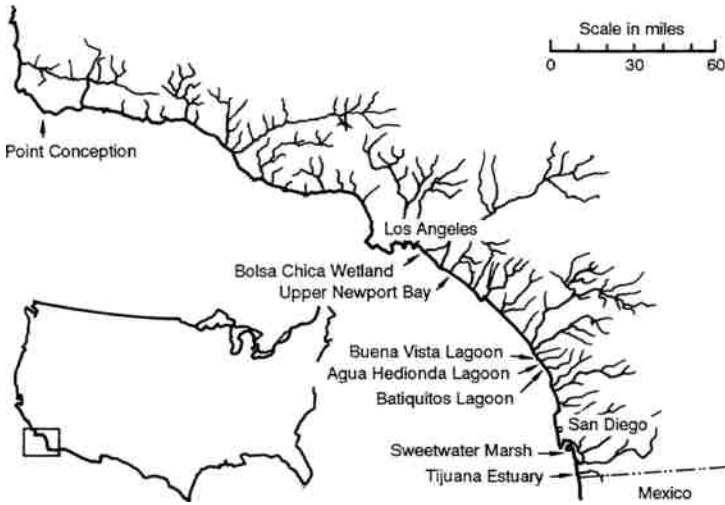 Scale in miles
0 30 60
Point Conception
Los Angeles
Bolsa Chica Wetland
Upper Newport Bay
Buena Vista Lagoon
Agua Hedionda Lagoon
Batiquitos Lagoon
San Diego
Sweetwater Marsh
Tijuana Estuary
Mexico